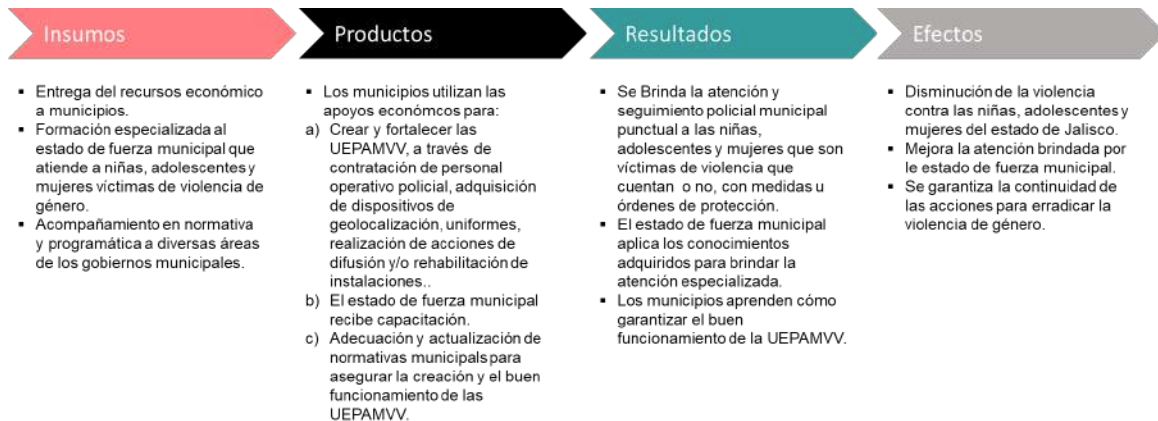 Insumos
▪ Entrega del recursos económico
a municipios.
▪ Formación especializada al
estado de fuerza municipal que
atiende a niñas, adolescentes y
mujeres víctimas de violencia de
género.
▪ Acompañamiento en normativa
y programática a diversas áreas
de los gobiernos municipales.
Productos
▪ Los municipios utilizan las
apoyos económcos para:
a) Crear y fortalecer las
UEPAMVV, a través de
contratación de personal
operativo policial, adquisición
de dispositivos de
geolocalización, uniformes,
realización de acciones de
difusión y/o rehabilitación de
instalaciones..
b) El estado de fuerza municipal
recibe capacitación.
c) Adecuación y actualización de
normativas municipals para
asegurar la creación y el buen
funcionamiento de las
UEPAMVV.
Resultados
▪ Se Brinda la atención y
seguimiento policial municipal
puntual a las niñas,
adolescentes y mujeres que son
víctimas de violencia que
cuentan o no, con medidas u
órdenes de protección.
▪ El estado de fuerza municipal
aplica los conocimientos
adquiridos para brindar la
atención especializada.
▪ Los municipios aprenden cómo
garantizar el buen
funcionamiento de la UEPAMVV.
Efectos
▪ Disminución de la violencia
contra las niñas, adolescentes y
mujeres del estado de Jalisco.
▪ Mejora la atención brindada por
le estado de fuerza municipal.
▪ Se garantiza la continuidad de
las acciones para erradicar la
violencia de género.